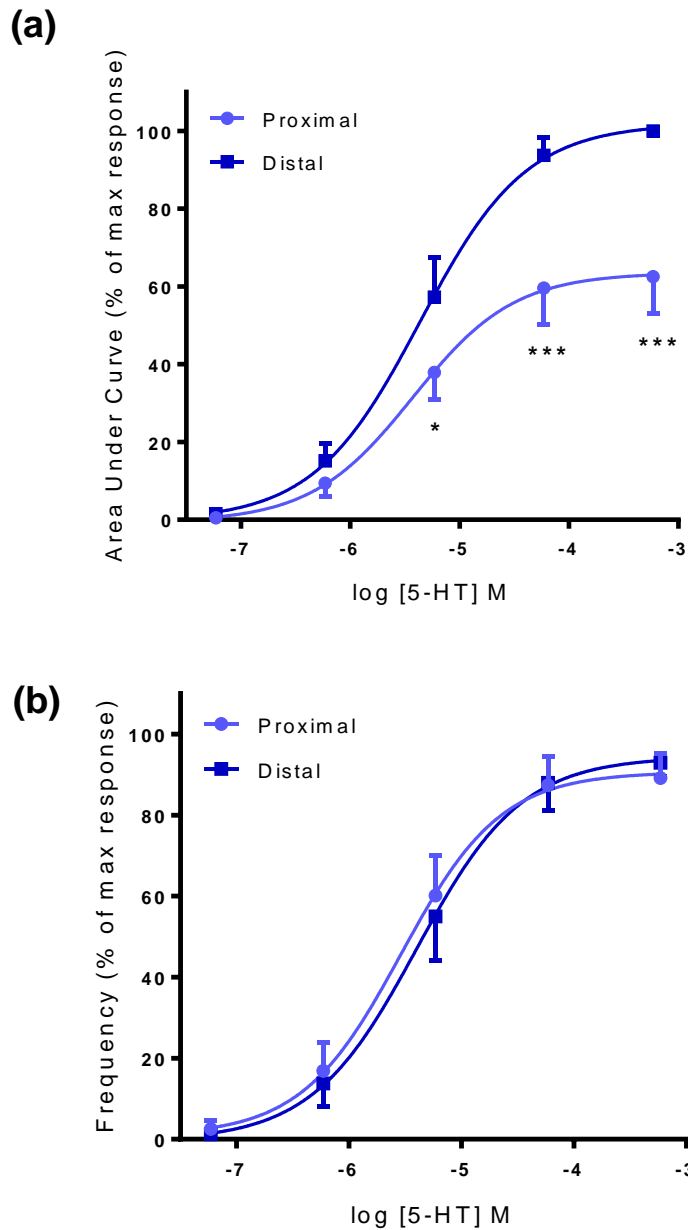 (a)
Area Under Curve (% of max response)
100
80
60
40
20
0
Proximal
Distal
*
***
***
-7 -6 -5 -4 -3
log [5-HT] M
(b)
Frequency (% of max response)
100
80
60
40
20
0
Proximal
Distal
-7 -6 -5 -4 -3
log [5-HT] M